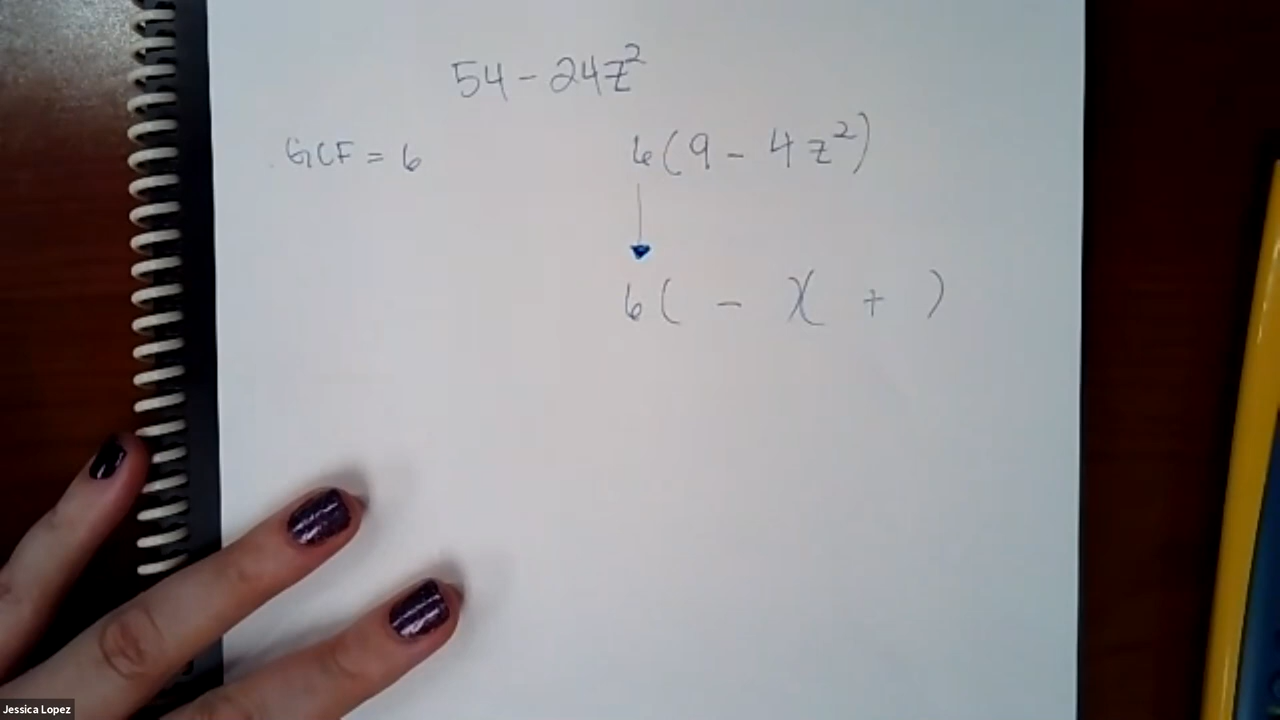 54 - 24z²
GCF = 6
6(9 - 4z²)
6( - )( + )
Jessica Lopez